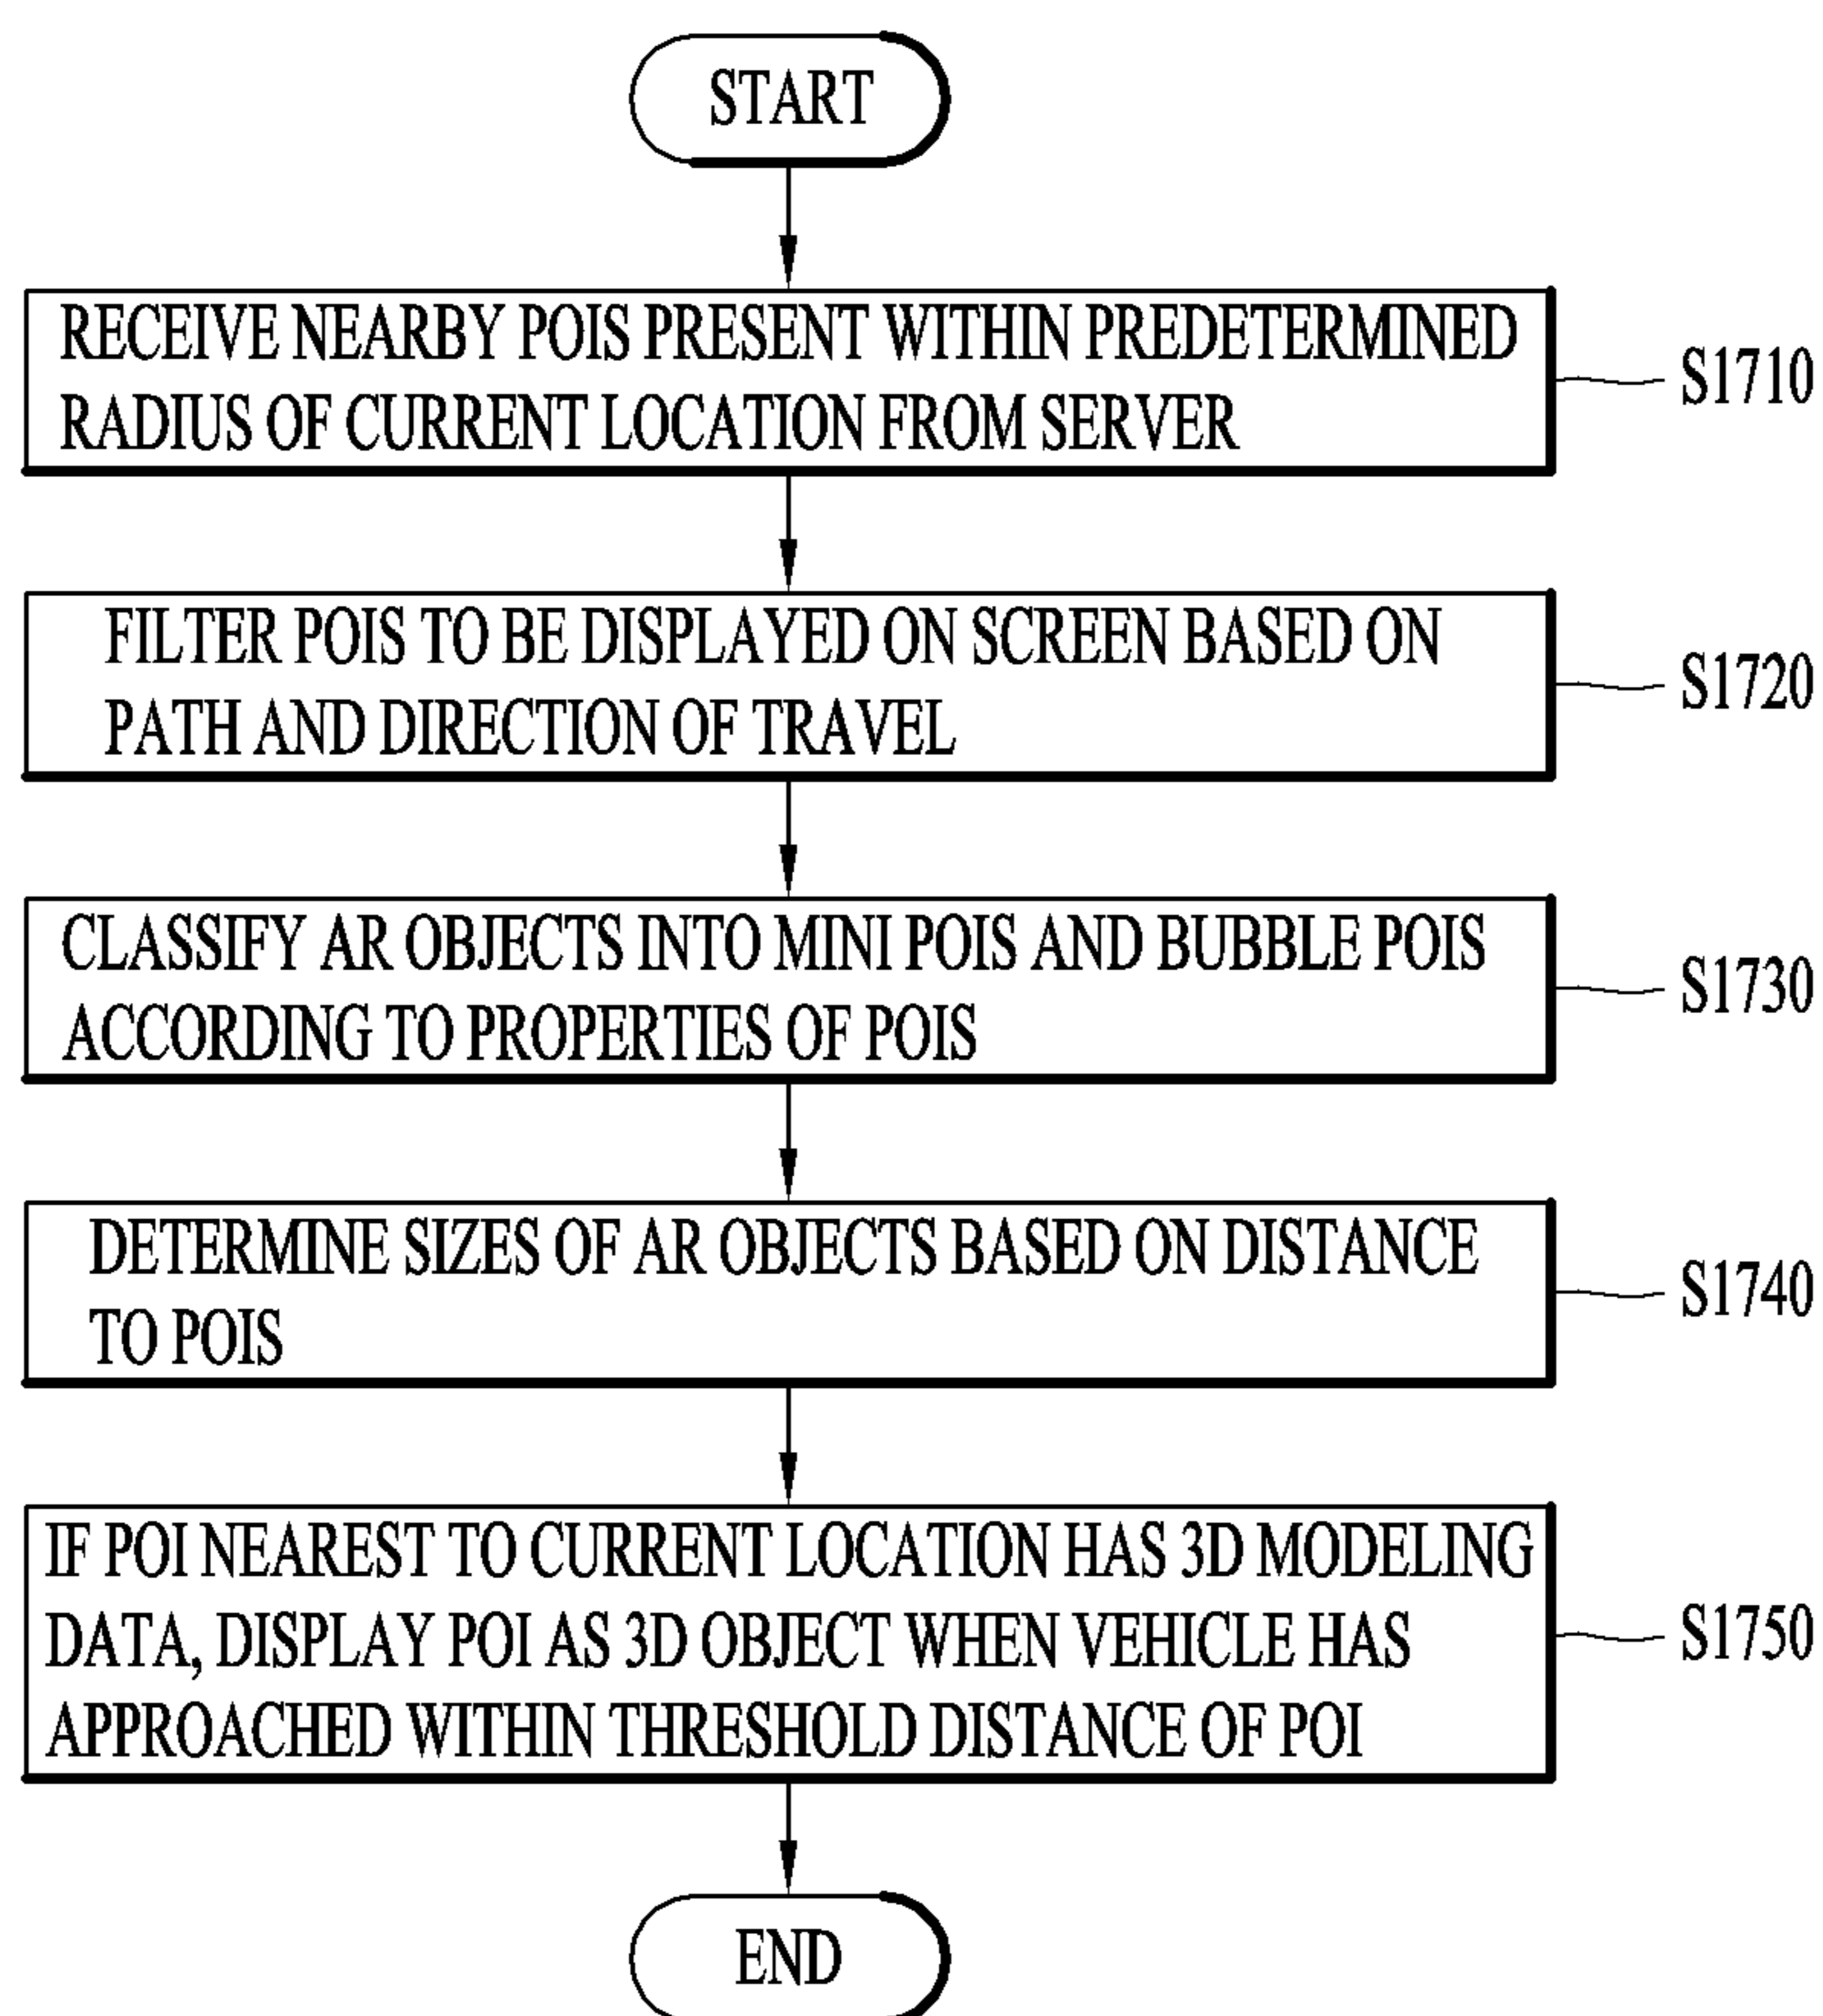 START
RECEIVE NEARBY POIS PRESENT WITHIN PREDETERMINED
RADIUS OF CURRENT LOCATION FROM SERVER
S1710
FILTER POIS TO BE DISPLAYED ON SCREEN BASED ON
PATH AND DIRECTION OF TRAVEL
S1720
CLASSIFY AR OBJECTS INTO MINI POIS AND BUBBLE POIS
ACCORDING TO PROPERTIES OF POIS
S1730
DETERMINE SIZES OF AR OBJECTS BASED ON DISTANCE
TO POIS
S1740
IF POI NEAREST TO CURRENT LOCATION HAS 3D MODELING
DATA, DISPLAY POI AS 3D OBJECT WHEN VEHICLE HAS
APPROACHED WITHIN THRESHOLD DISTANCE OF POI
S1750
END